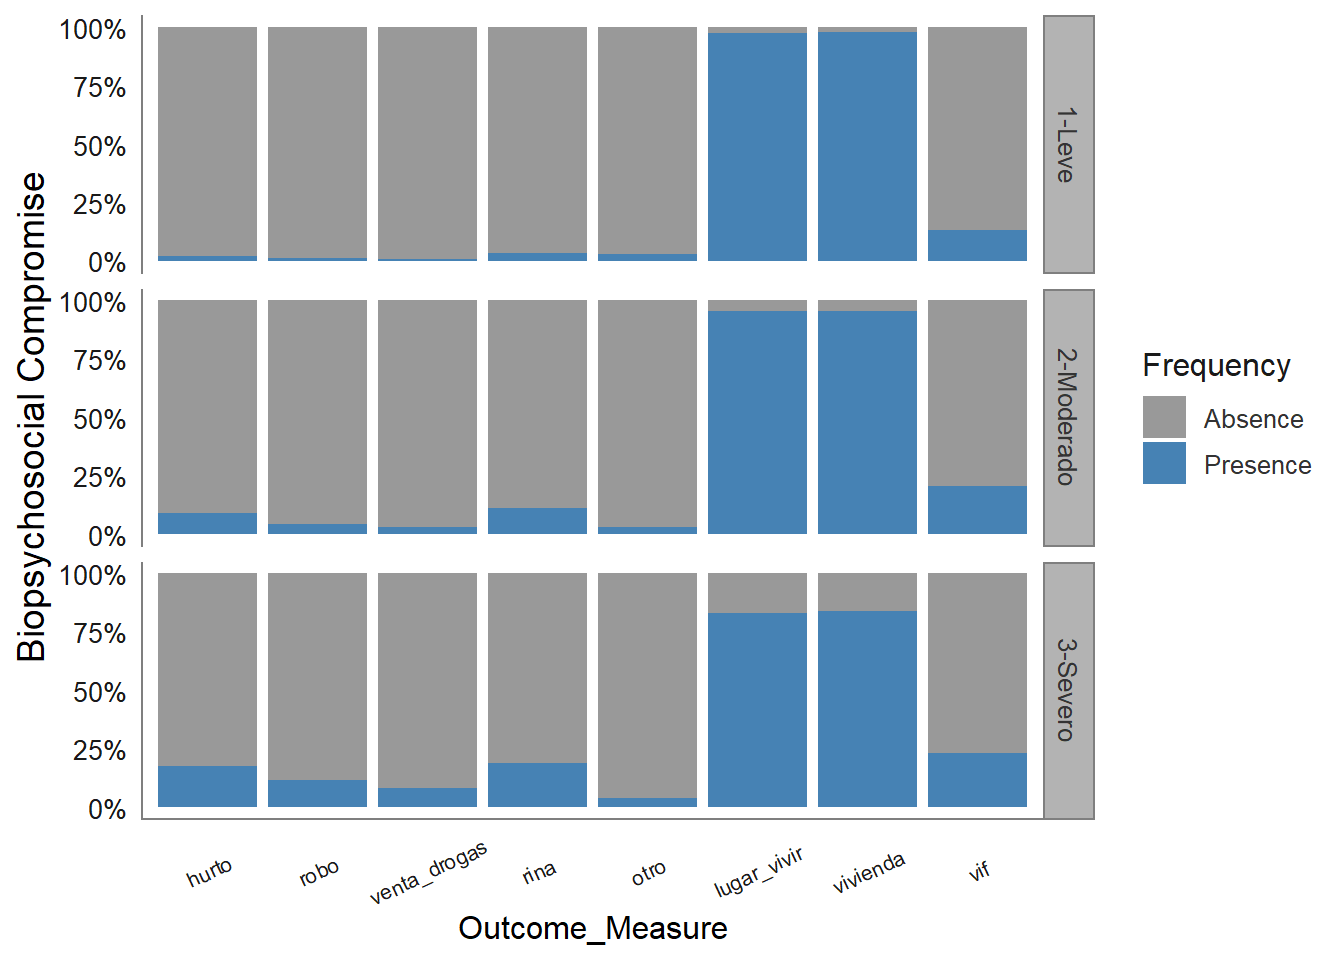 Biopsychosocial Compromise
100%
75%
50%
25%
0%
1-Leve
100%
75%
50%
25%
0%
2-Moderado
100%
75%
50%
25%
0%
3-Severo
hurto
robo
venta_drogas
rina
otro
lugar_vivir
vivienda
vif
Outcome_Measure
Frequency
Absence
Presence